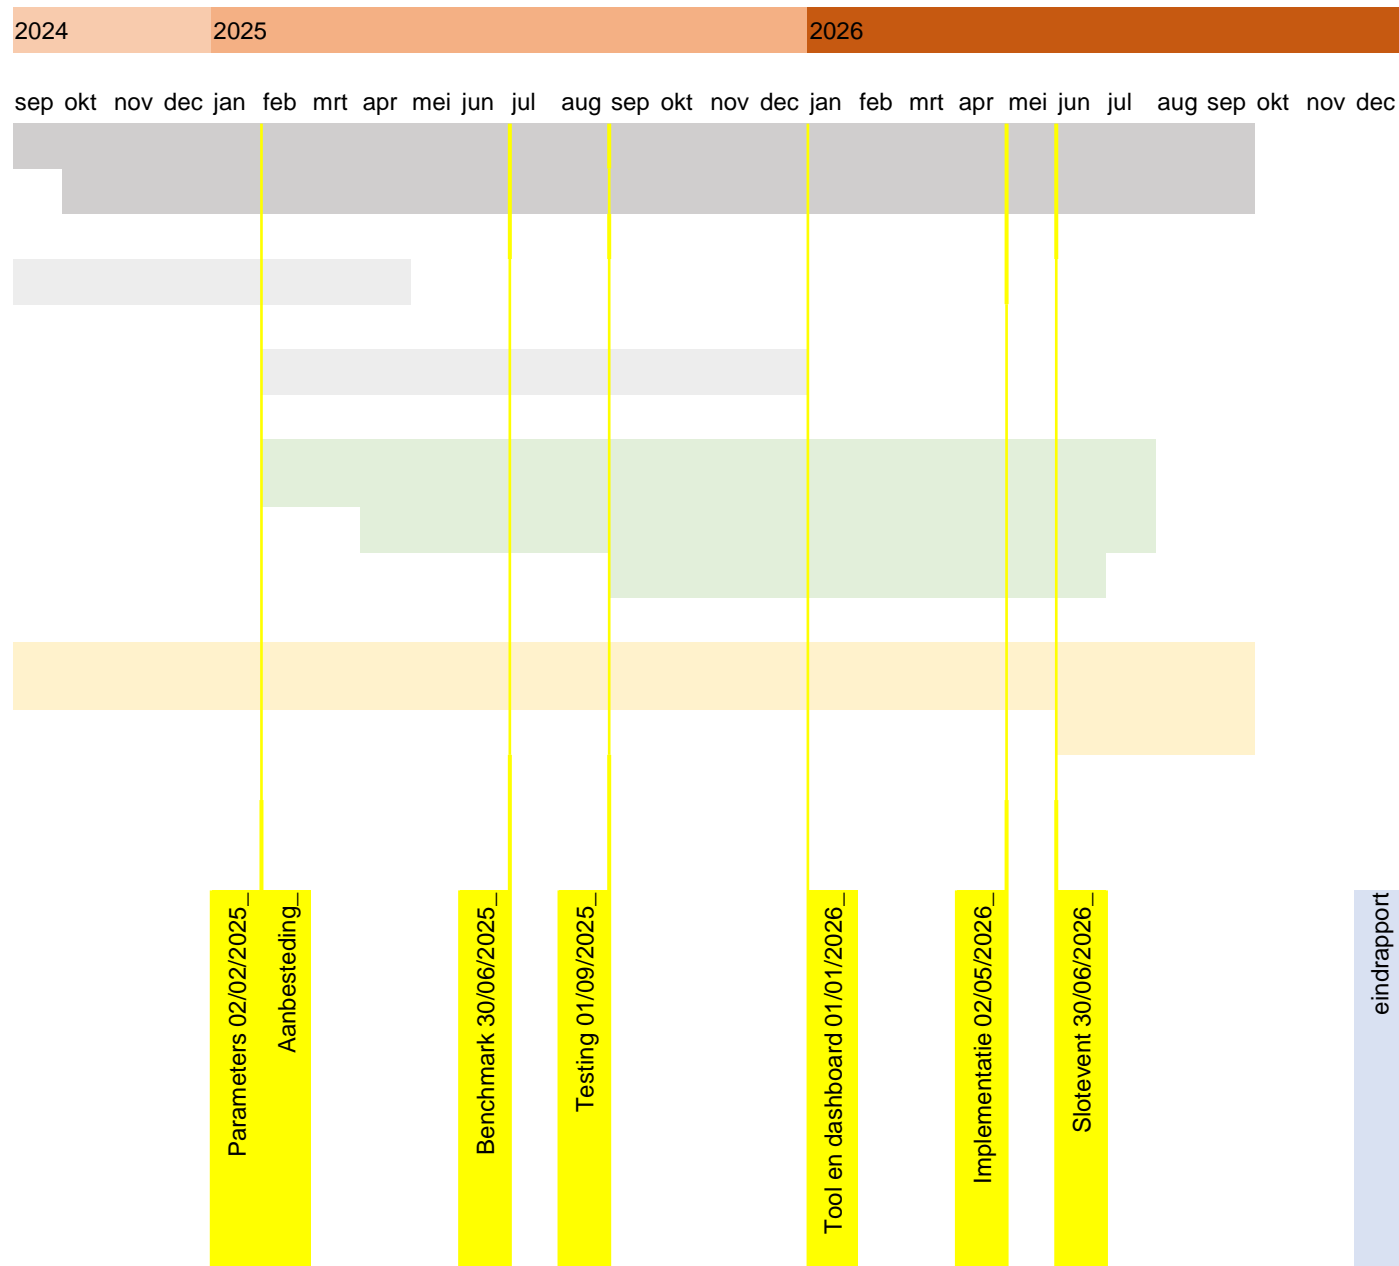 2024 2025 2026
sep okt nov dec jan feb mrt apr mei jun jul aug sep okt nov dec jan feb mrt apr mei jun jul aug sep okt nov dec
Parameters 02/02/2025_
Aanbesteding_
Benchmark 30/06/2025_
Testing 01/09/2025_
Tool en dashboard 01/01/2026_
Implementatie 02/05/2026_
Slotevent 30/06/2026_
eindrapport